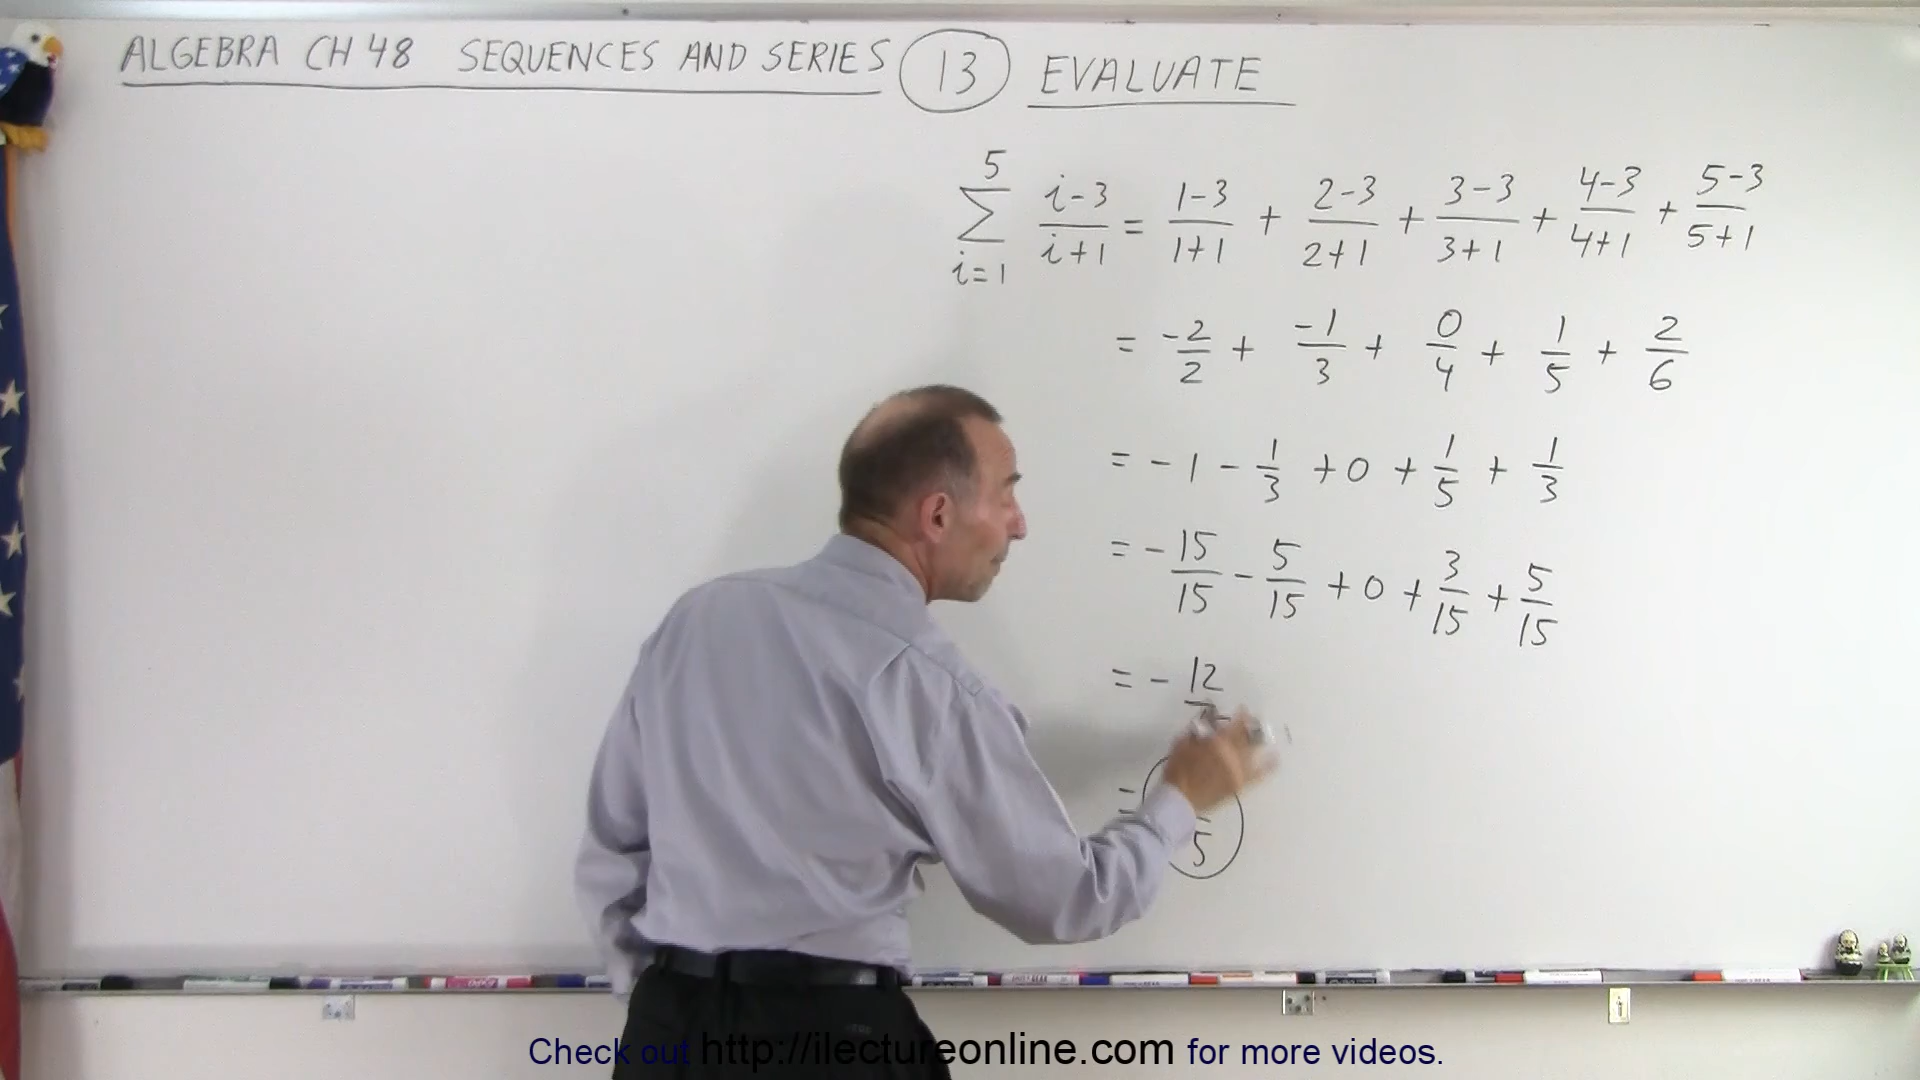 ALGEBRA CH 48 SEQUENCES AND SERIES 13 EVALUATE
5
∑ i-3/i+1 = 1-3/1+1 + 2-3/2+1 + 3-3/3+1 + 4-3/4+1 + 5-3/5+1
i=1
= -2/2 + -1/3 + 0/4 + 1/5 + 2/6
= -1 - 1/3 +0 + 1/5 + 1/3
= - 15/15 - 5/15 +0 + 3/15 + 5/15
= - 12
= 5
Check out http://ilectureonline.com for more videos.